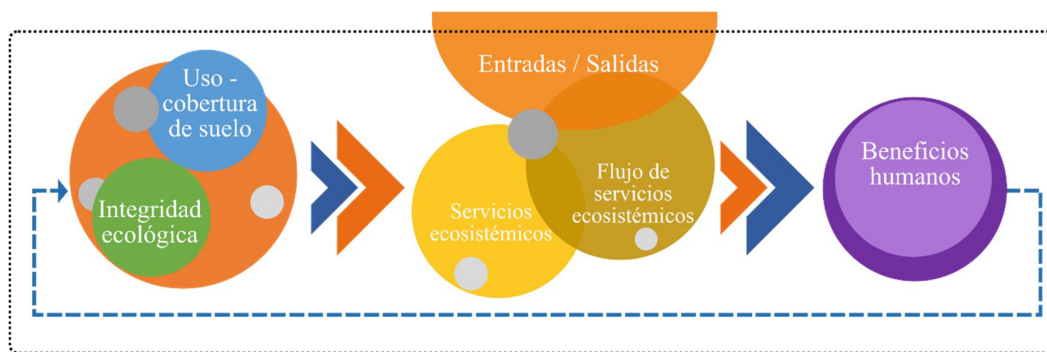 Uso -
cobertura
de suelo
Integridad
ecológica
Entradas / Salidas
Servicios
ecosistémicos
Flujo de
servicios
ecosistémicos
Beneficios
humanos